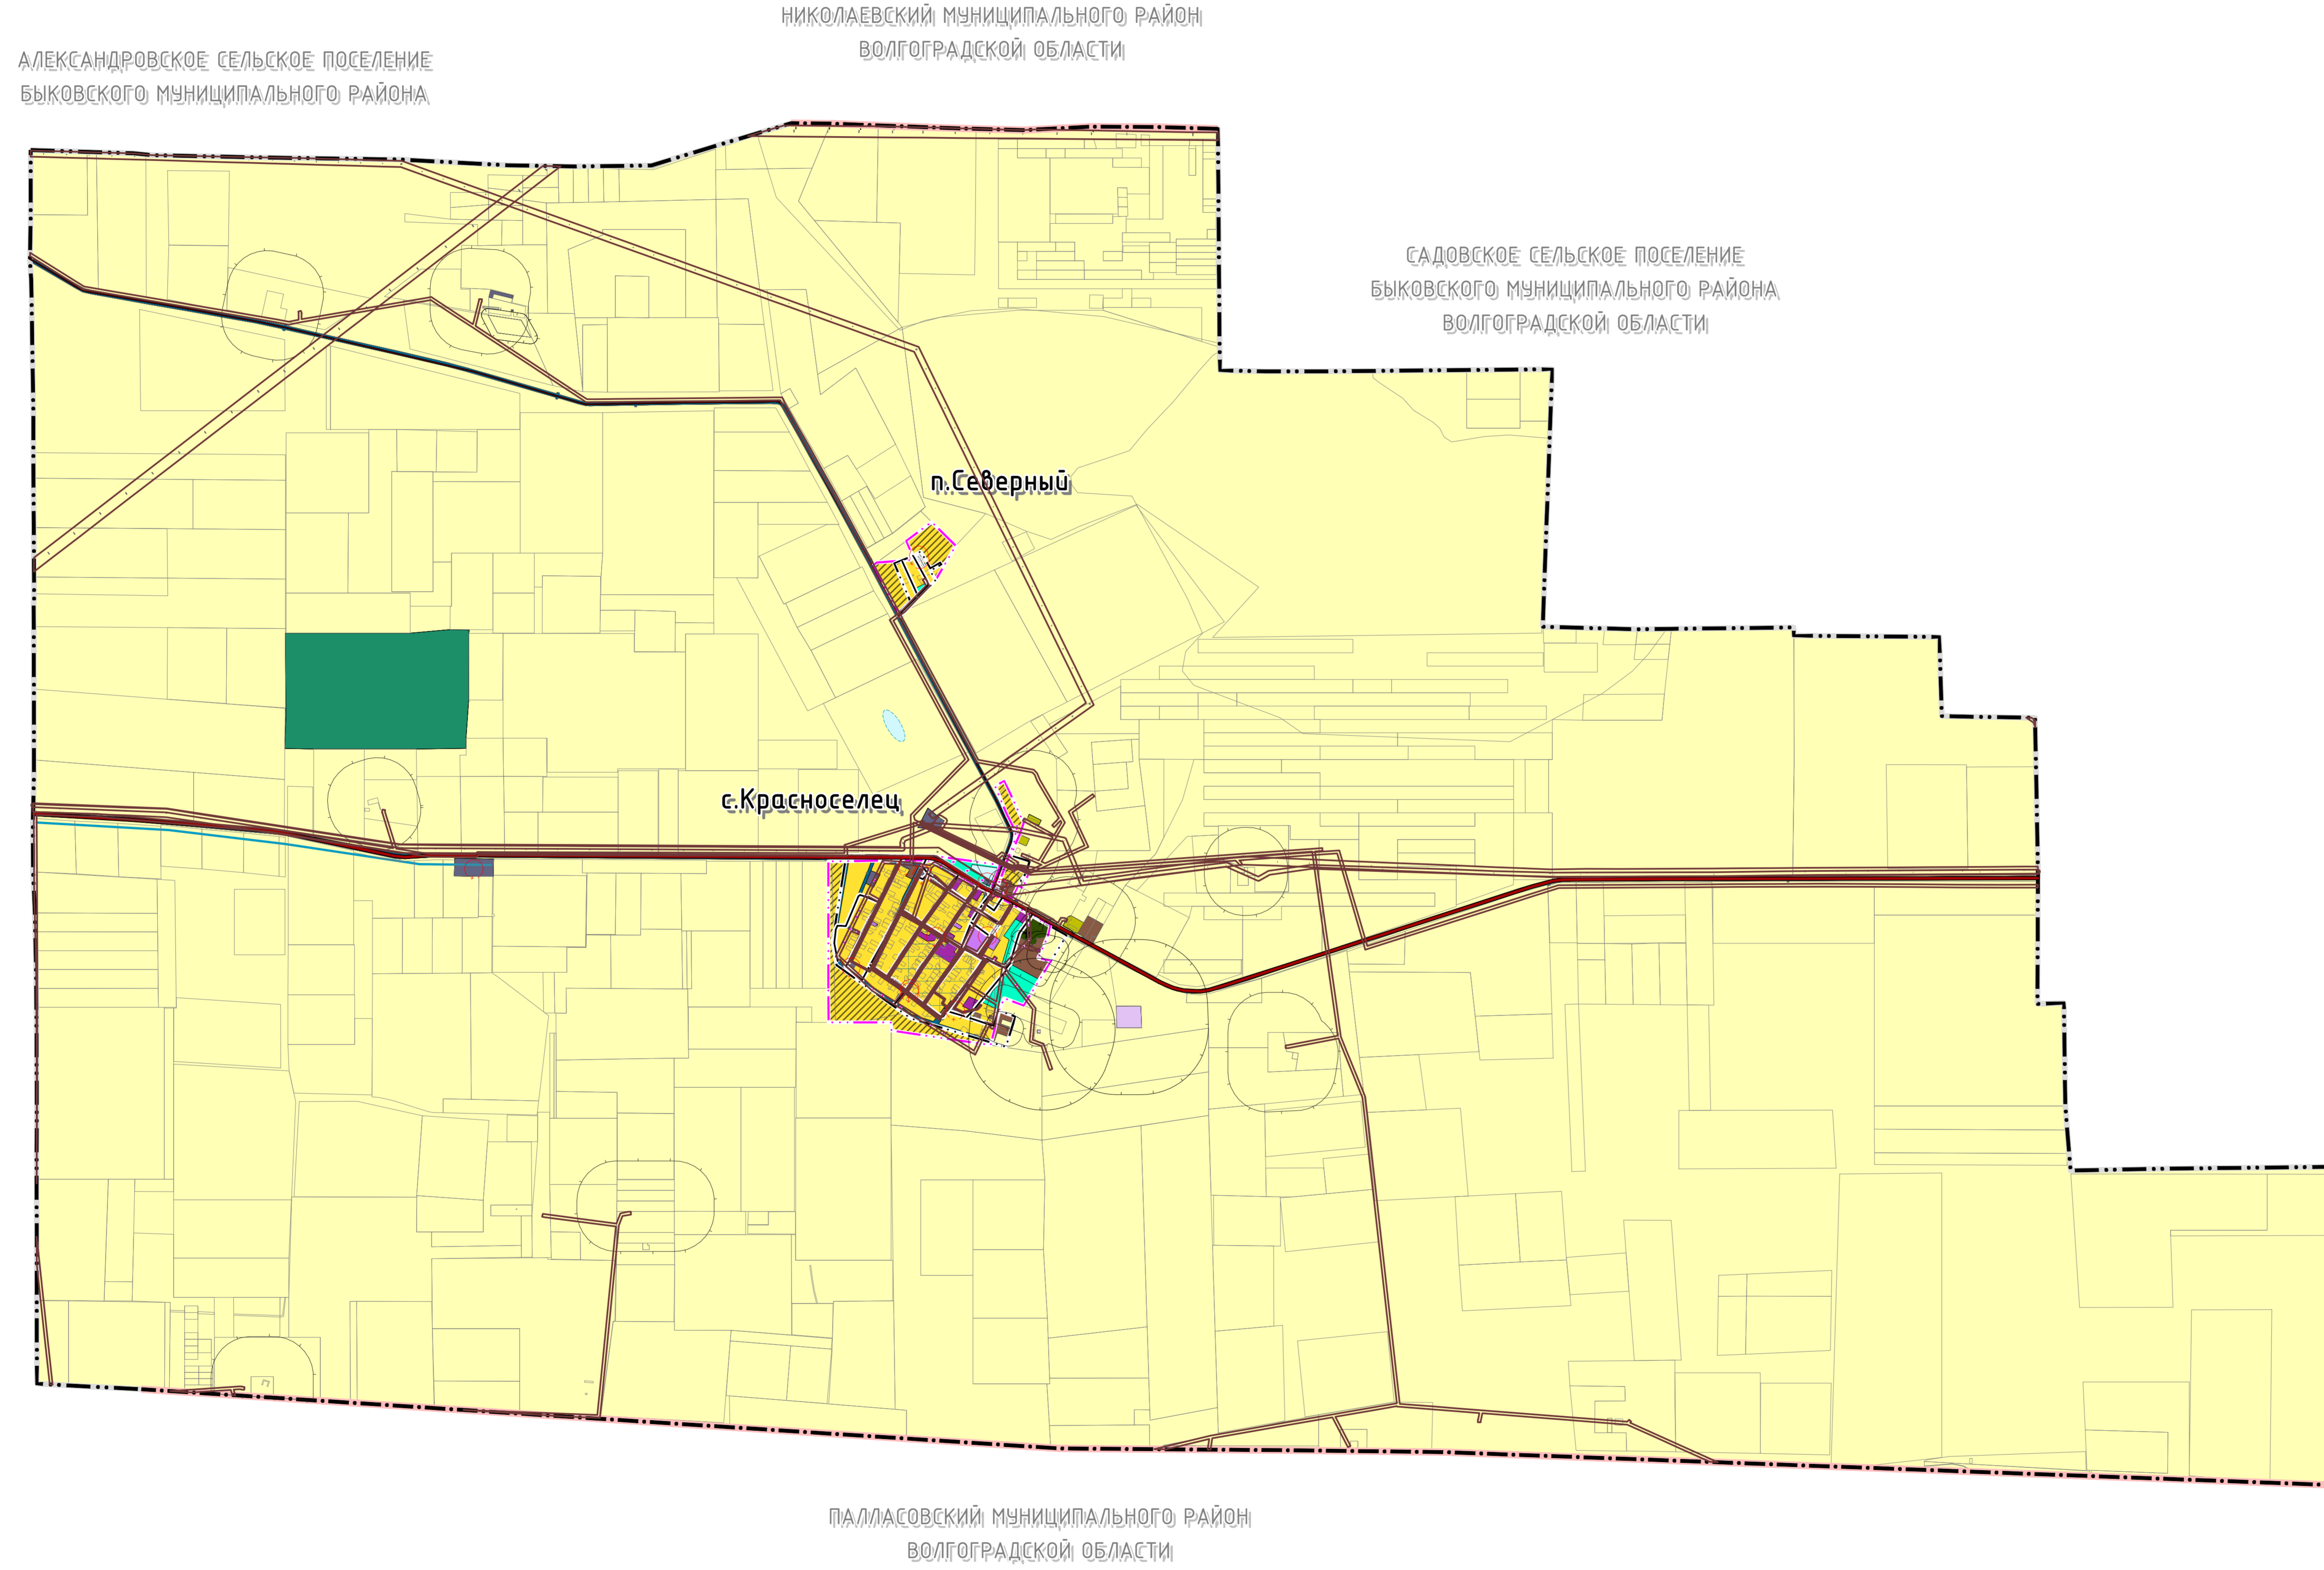 НИКОЛАЕВСКИЙ МУНИЦИПАЛЬНОГО РАЙОН
ВОЛГОГРАДСКОЙ ОБЛАСТИ
АЛЕКСАНДРОВСКОЕ СЕЛЬСКОЕ ПОСЕЛЕНИЕ
БЫКОВСКОГО МУНИЦИПАЛЬНОГО РАЙОНА
САДОВСКОЕ СЕЛЬСКОЕ ПОСЕЛЕНИЕ
БЫКОВСКОГО МУНИЦИПАЛЬНОГО РАЙОНА
ВОЛГОГРАДСКОЙ ОБЛАСТИ
п.Северный
с.Красноселец
ПАЛЛАСОВСКИЙ МУНИЦИПАЛЬНОГО РАЙОН
ВОЛГОГРАДСКОЙ ОБЛАСТИ